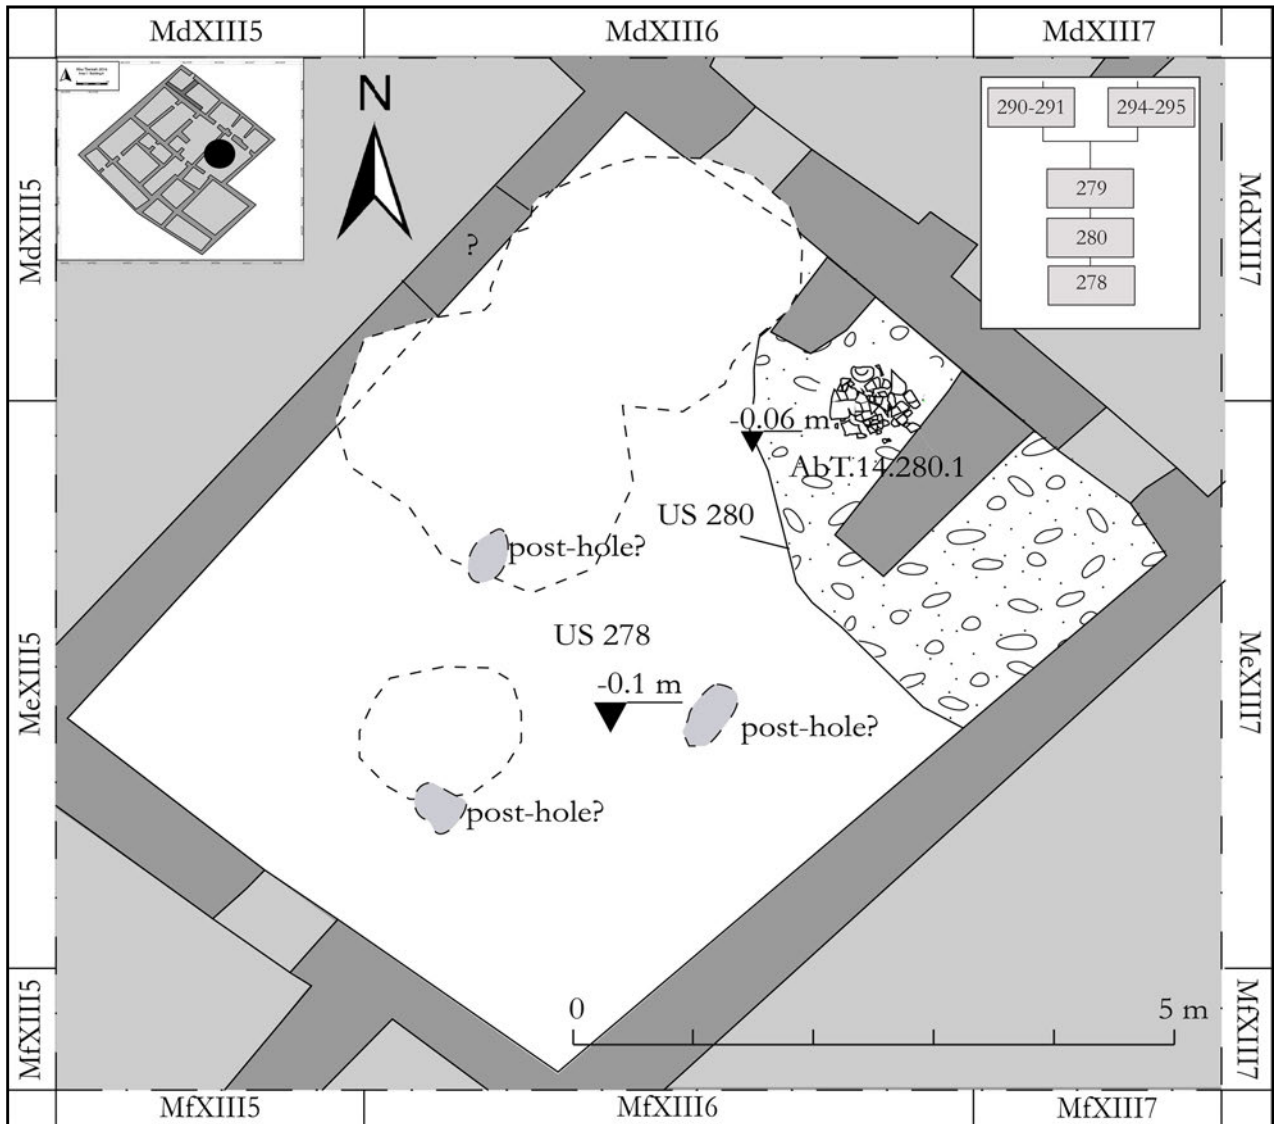 MdXIII5
MdXIII6
MdXIII7
N
290-291
294-295
279
280
278
MdXIII5
MdXIII7
?
-0.06 m
AbT.14.280.1
US 280
post-hole?
US 278
-0.1 m
post-hole?
post-hole?
MeXIII5
MeXIII7
0
5 m
MfXIII5
MfXIII7
MfXIII5
MfXIII6
MfXIII7